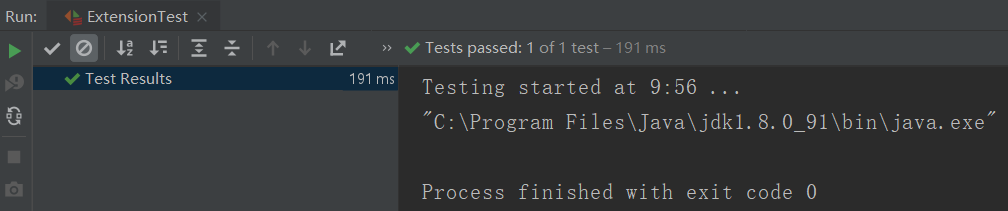 Run: ExtensionTest
Tests passed: 1 of 1 test – 191 ms
Test Results 191 ms
Testing started at 9:56 ...
"C:\Program Files\Java\jdk1.8.0_91\bin\java.exe"
Process finished with exit code 0